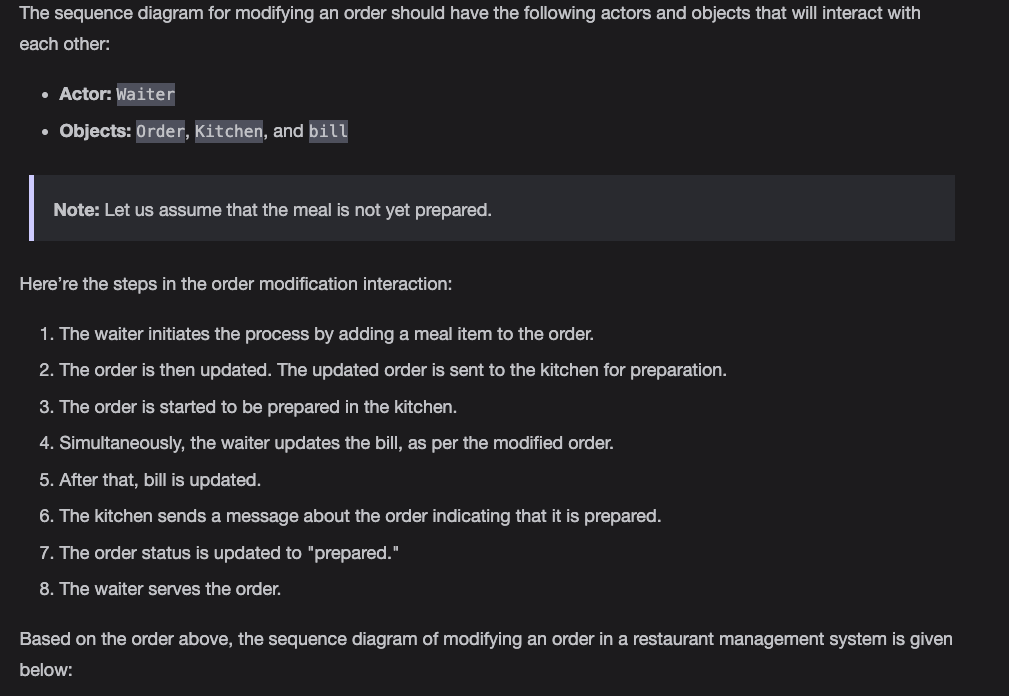 The sequence diagram for modifying an order should have the following actors and objects that will interact with
each other:
• Actor: Waiter
• Objects: Order, Kitchen, and bill
Note: Let us assume that the meal is not yet prepared.
Here’re the steps in the order modification interaction:
1. The waiter initiates the process by adding a meal item to the order.
2. The order is then updated. The updated order is sent to the kitchen for preparation.
3. The order is started to be prepared in the kitchen.
4. Simultaneously, the waiter updates the bill, as per the modified order.
5. After that, bill is updated.
6. The kitchen sends a message about the order indicating that it is prepared.
7. The order status is updated to "prepared."
8. The waiter serves the order.
Based on the order above, the sequence diagram of modifying an order in a restaurant management system is given
below: